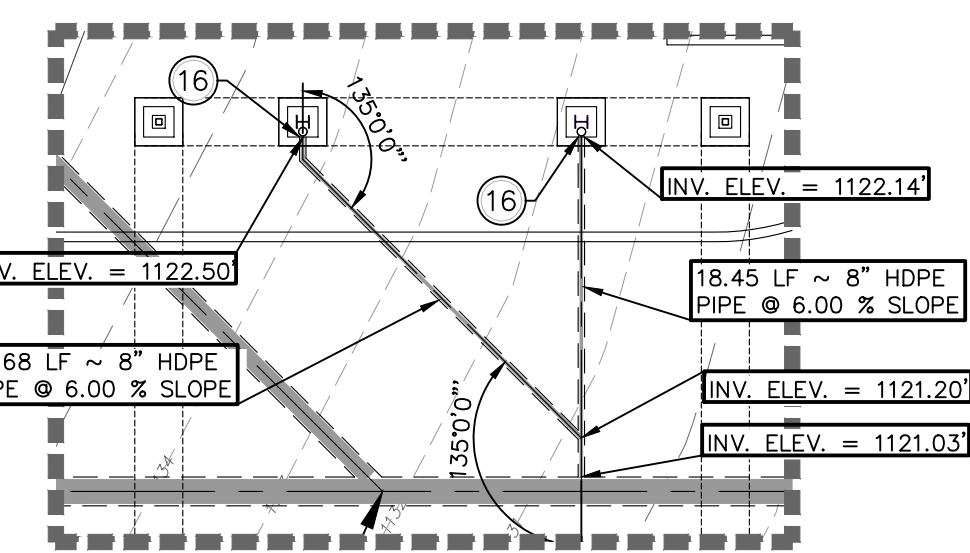 16
135°0'0"
H
H
16
INV. ELEV. = 1122.14'
V. ELEV. = 1122.50'
18.45 LF ~ 8" HDPE
PIPE @ 6.00 % SLOPE
68 LF ~ 8" HDPE
PE @ 6.00 % SLOPE
135°0'0"
INV. ELEV. = 1121.20'
INV. ELEV. = 1121.03'